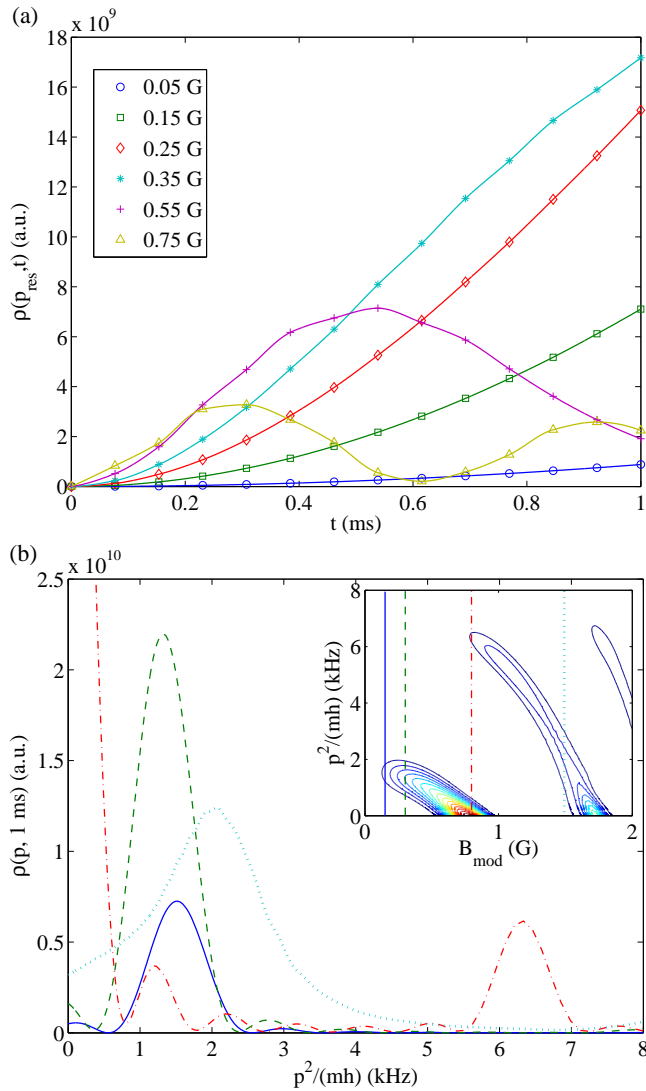 (a)
x 10^9
18
16
14
12
10
8
6
4
2
0
ρ(p_res,t) (a.u.)
0.05 G
0.15 G
0.25 G
0.35 G
0.55 G
0.75 G
0
0.2
0.4
0.6
0.8
1
t (ms)
(b)
x 10^10
2.5
2
1.5
1
0.5
0
ρ(p, 1 ms) (a.u.)
8
6
4
2
0
p^2/(mh) (kHz)
0
1
2
B_mod (G)
0
1
2
3
4
5
6
7
8
p^2/(mh) (kHz)